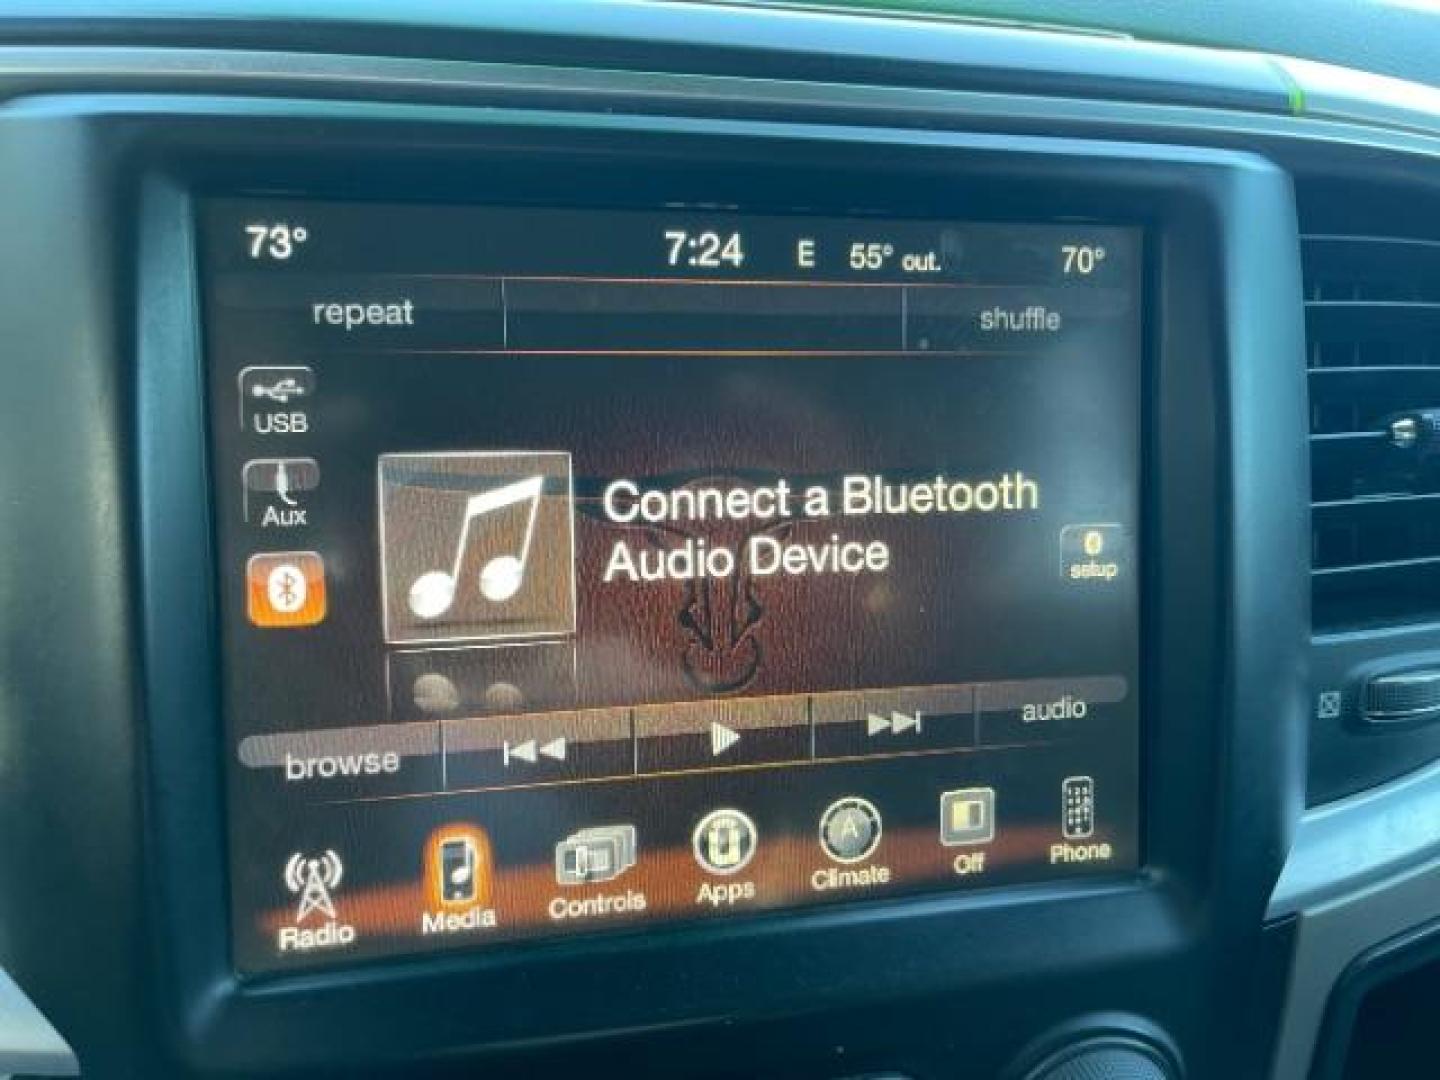 73° 7:24 E 55° out. 70°
repeat shuffle
USB
Aux
Connect a Bluetooth
Audio Device
setup
browse audio
Radio Media Controls Apps Climate Off Phone